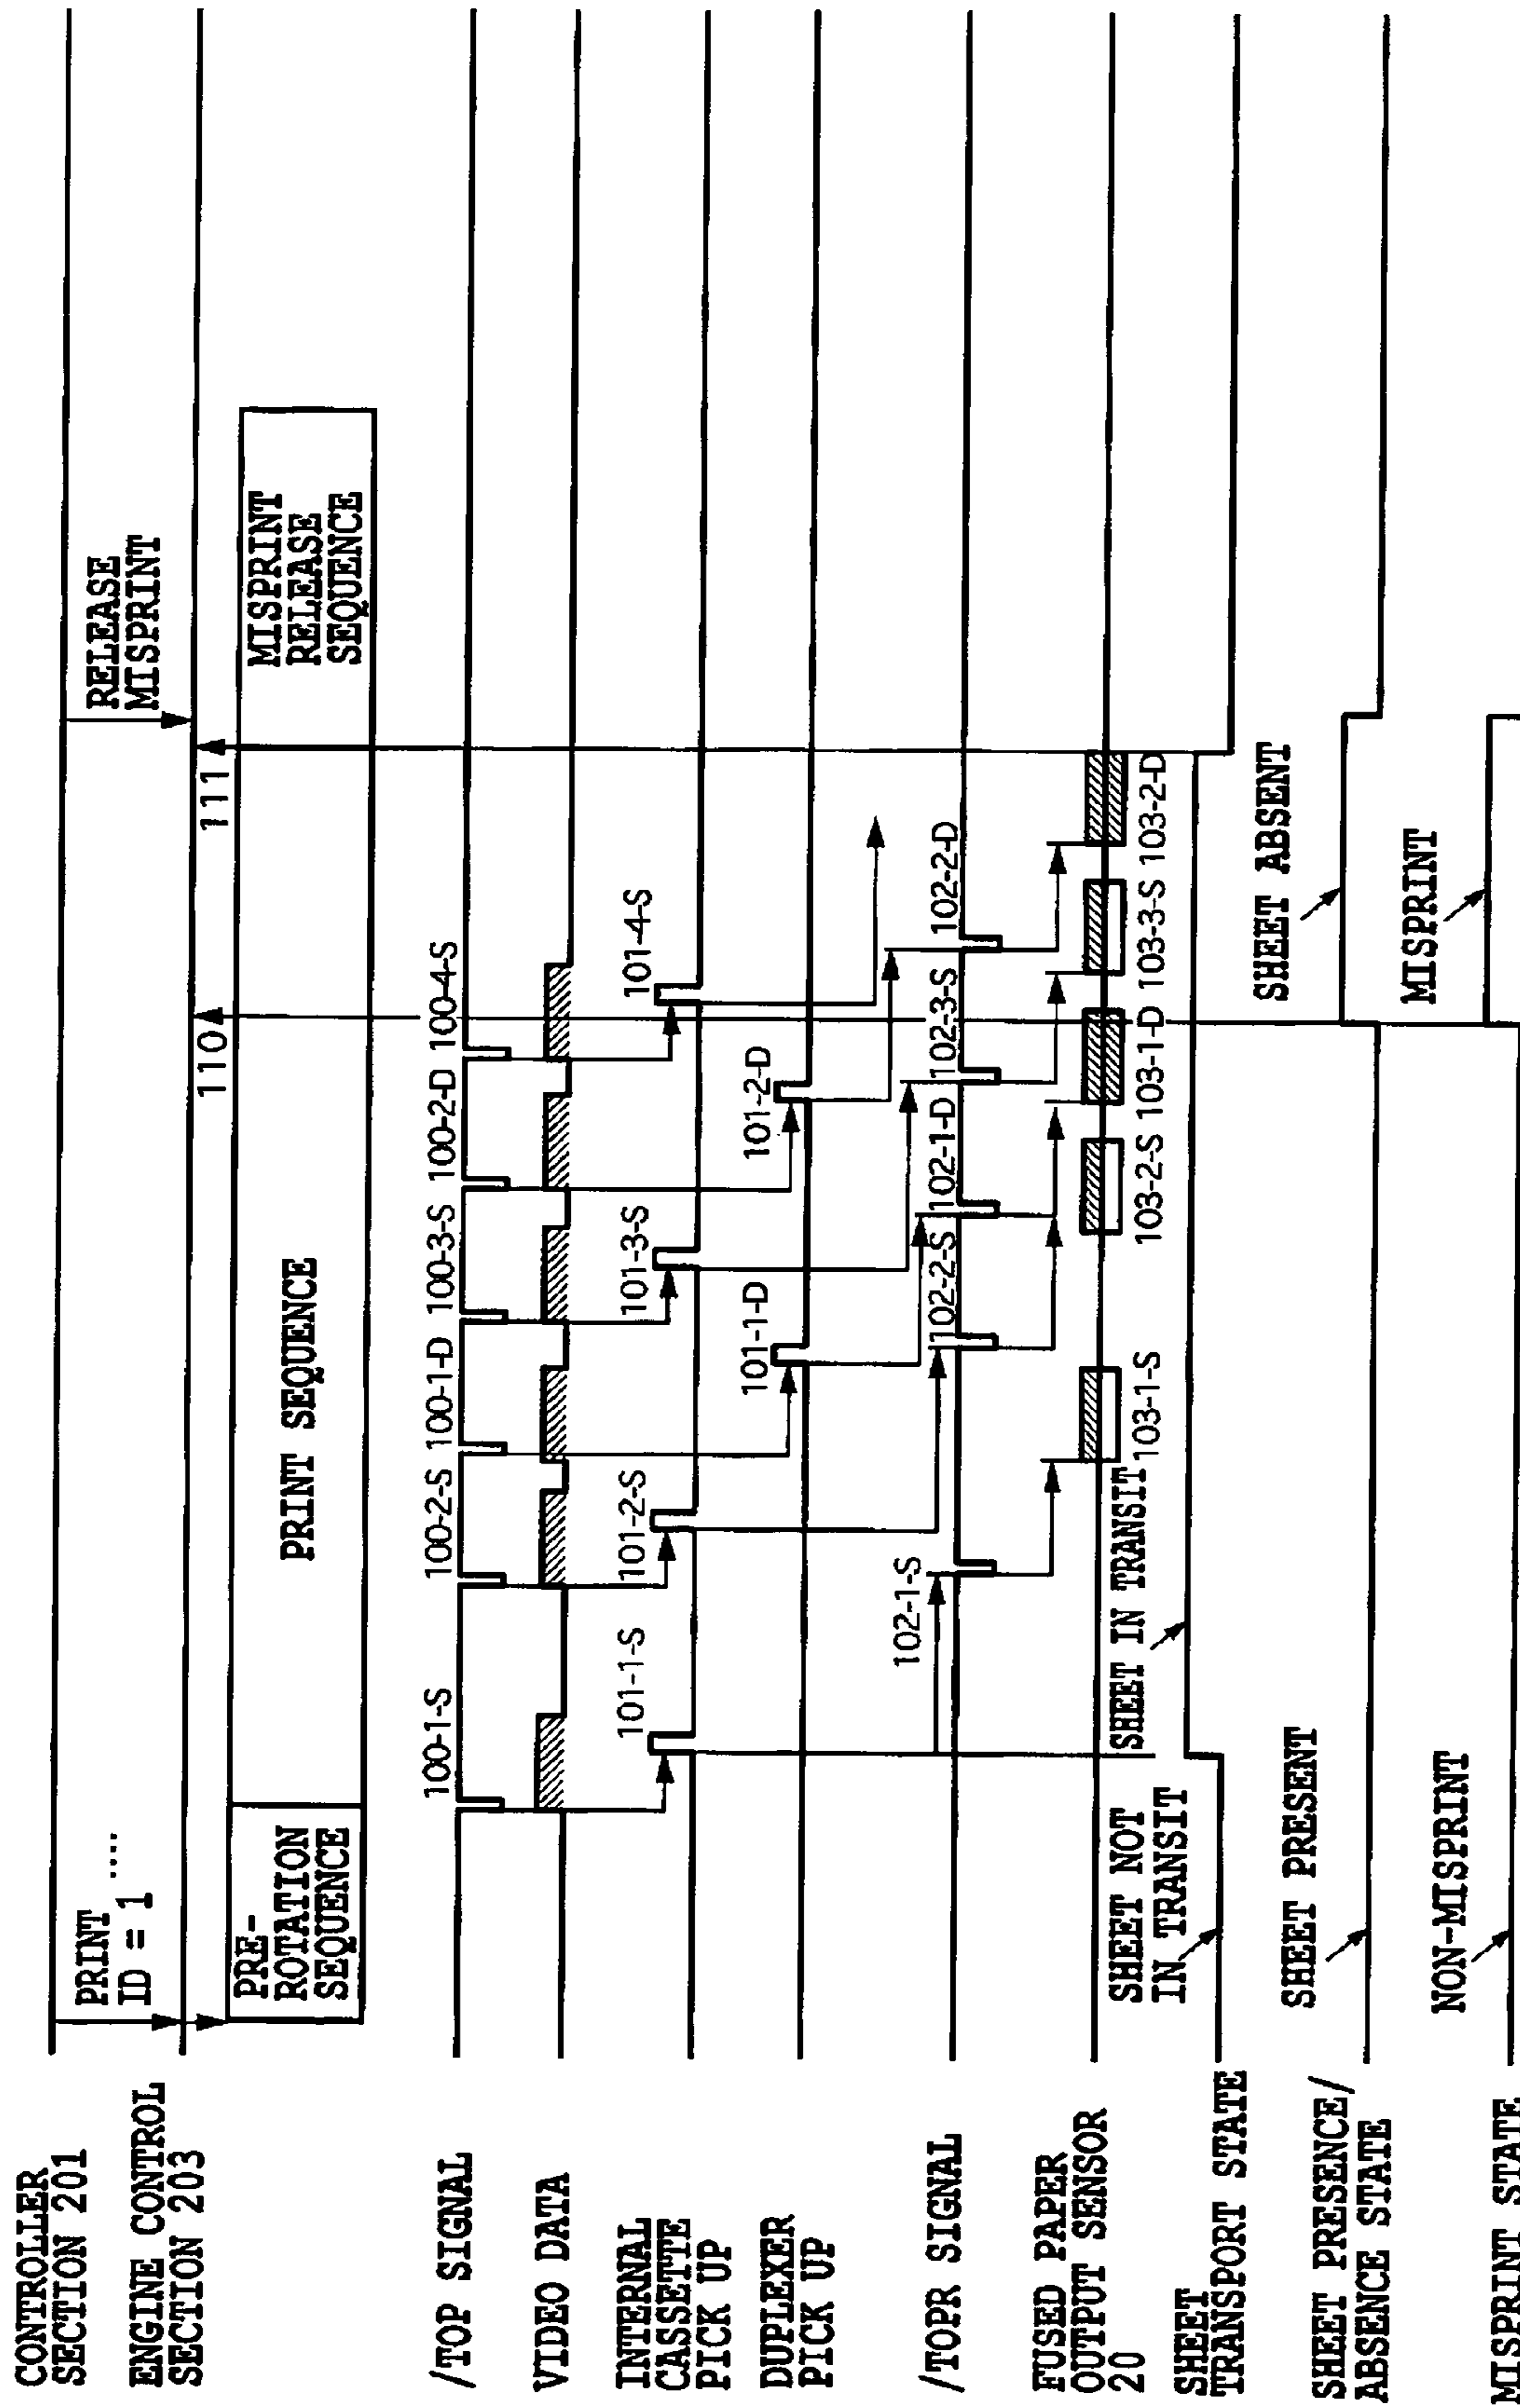 CONTROLLER
SECTION 201
ENGINE CONTROL
SECTION 203
PRINT
ID = 1 ....
RELEASE
MISPRINT
110
111
PRE-
ROTATION
SEQUENCE
PRINT SEQUENCE
MISPRINT
RELEASE
SEQUENCE
/TOP SIGNAL
100-1-S
100-2-S
100-1-D
100-3-S
100-2-D
100-4-S
VIDEO DATA
INTERNAL
CASSETTE
PICK UP
101-1-S
101-2-S
101-3-S
101-4-S
DUPLEXER
PICK UP
101-1-D
101-2-D
/TOPR SIGNAL
102-1-S
102-2-S
102-1-D
102-3-S
102-2-D
FUSED PAPER
OUTPUT SENSOR
20
103-1-S
103-2-S
103-1-D
103-3-S
103-2-D
SHEET
TRANSPORT STATE
SHEET NOT
IN TRANSIT
SHEET IN TRANSIT
SHEET PRESENCE/
ABSENCE STATE
SHEET PRESENT
SHEET ABSENT
MISPRINT STATE
NON-MISPRINT
MISPRINT